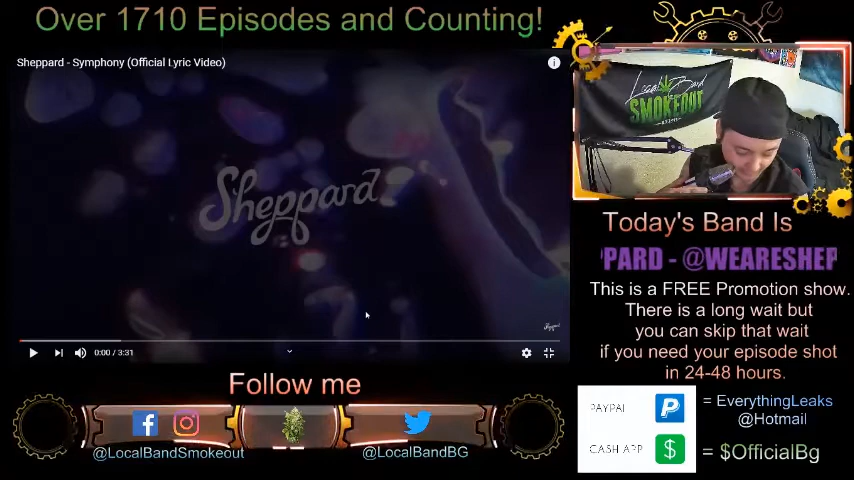 Over 1710 Episodes and Counting!
Sheppard - Symphony (Official Lyric Video)
Sheppard
Sheppard
0:00 / 3:31
Local Band
SMOKEOUT
Today's Band Is
PPARD - @WEARESHEP
This is a FREE Promotion show.
There is a long wait but
you can skip that wait
if you need your episode shot
in 24-48 hours.
Follow me
@LocalBandSmokeout
@LocalBandBG
PAYPAL
= EverythingLeaks
@Hotmail
CASH APP
= $OfficialBg